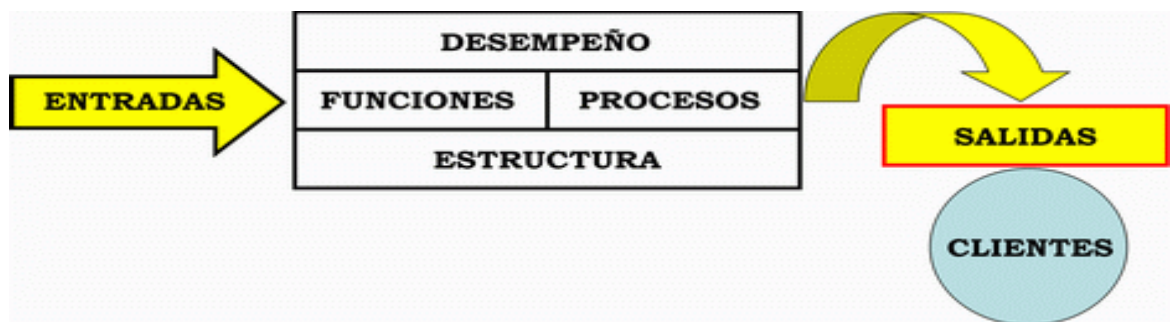 DESEMPEÑO
ENTRADAS
FUNCIONES
PROCESOS
ESTRUCTURA
SALIDAS
CLIENTES